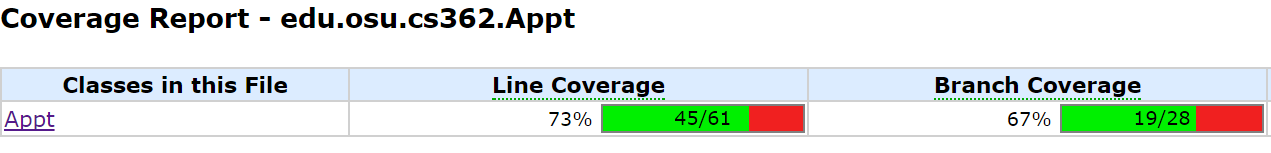 Coverage Report - edu.osu.cs362.Appt
Classes in this File Line Coverage Branch Coverage
Appt 73% 45/61 67% 19/28